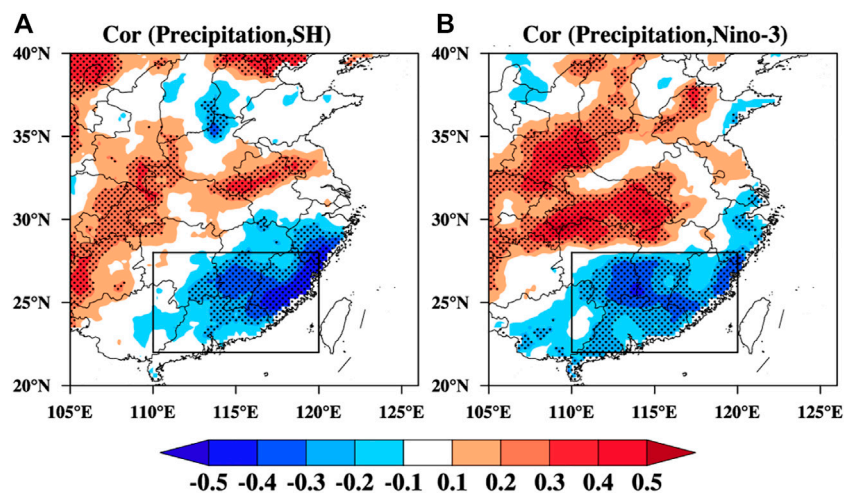 A
Cor (Precipitation,SH)
B
Cor (Precipitation,Nino-3)
40°N
40°N
35°N
35°N
30°N
30°N
25°N
25°N
20°N
20°N
105°E 110°E 115°E 120°E 125°E
105°E 110°E 115°E 120°E 125°E
-0.5 -0.4 -0.3 -0.2 -0.1 0.1 0.2 0.3 0.4 0.5